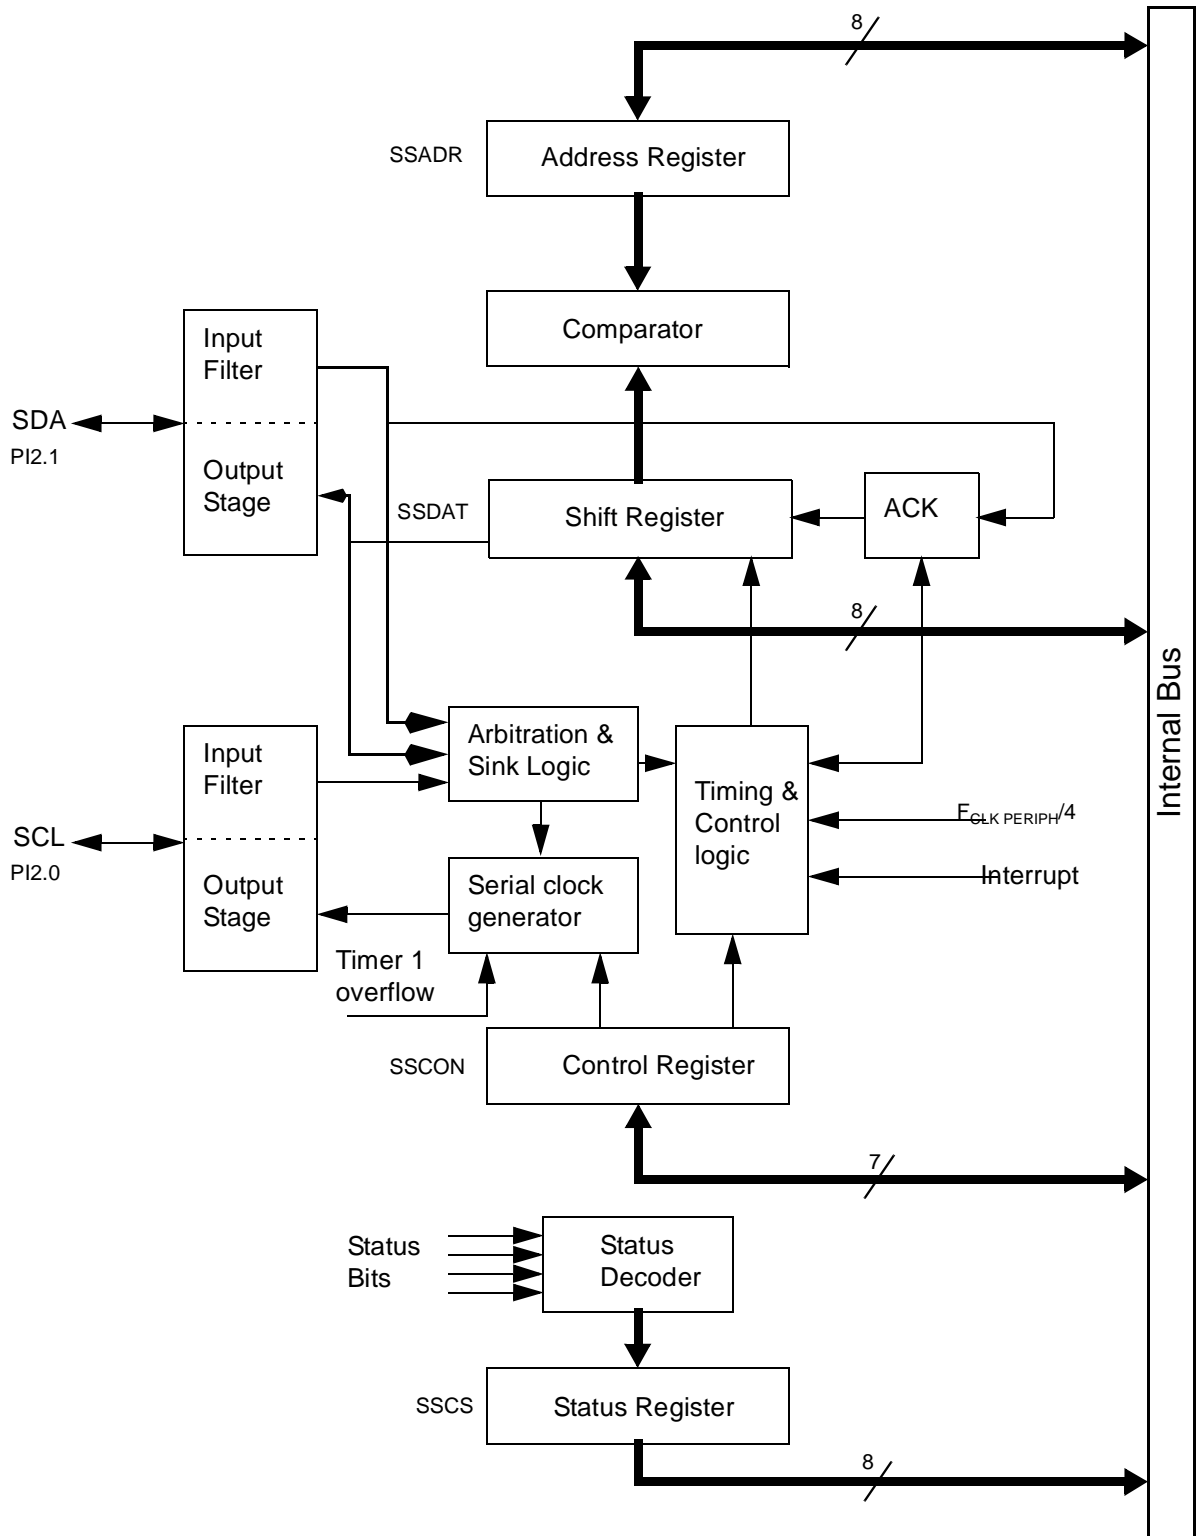 8
SSADR
Address Register
Comparator
Input
Filter
SDA
PI2.1
Output
Stage
SSDAT
Shift Register
ACK
8
Internal Bus
Arbitration &
Sink Logic
Input
Filter
Timing &
Control
logic
FCLK PERIPH/4
SCL
PI2.0
Output
Stage
Serial clock
generator
Interrupt
Timer 1
overflow
SSCON
Control Register
7
Status
Bits
Status
Decoder
SSCS
Status Register
8